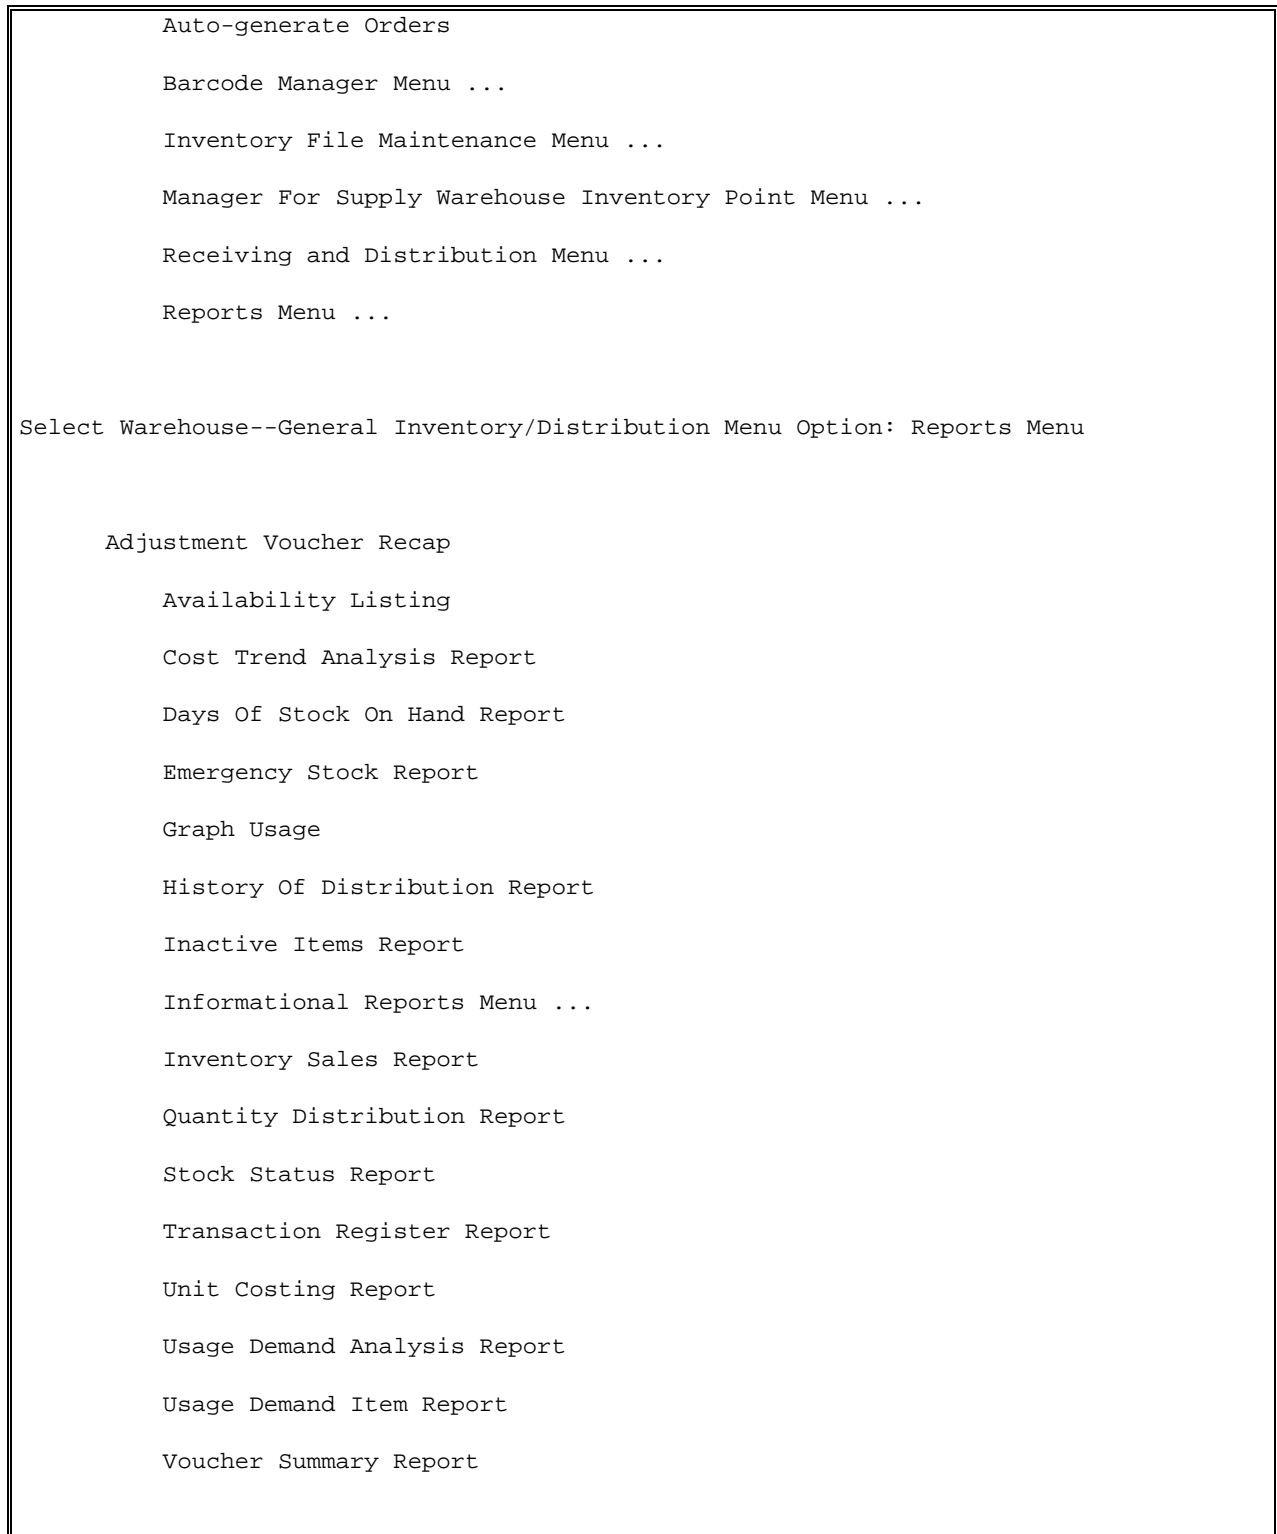 Auto-generate Orders
Barcode Manager Menu ...
Inventory File Maintenance Menu ...
Manager For Supply Warehouse Inventory Point Menu ...
Receiving and Distribution Menu ...
Reports Menu ...
Select Warehouse--General Inventory/Distribution Menu Option: Reports Menu
Adjustment Voucher Recap
Availability Listing
Cost Trend Analysis Report
Days Of Stock On Hand Report
Emergency Stock Report
Graph Usage
History Of Distribution Report
Inactive Items Report
Informational Reports Menu ...
Inventory Sales Report
Quantity Distribution Report
Stock Status Report
Transaction Register Report
Unit Costing Report
Usage Demand Analysis Report
Usage Demand Item Report
Voucher Summary Report